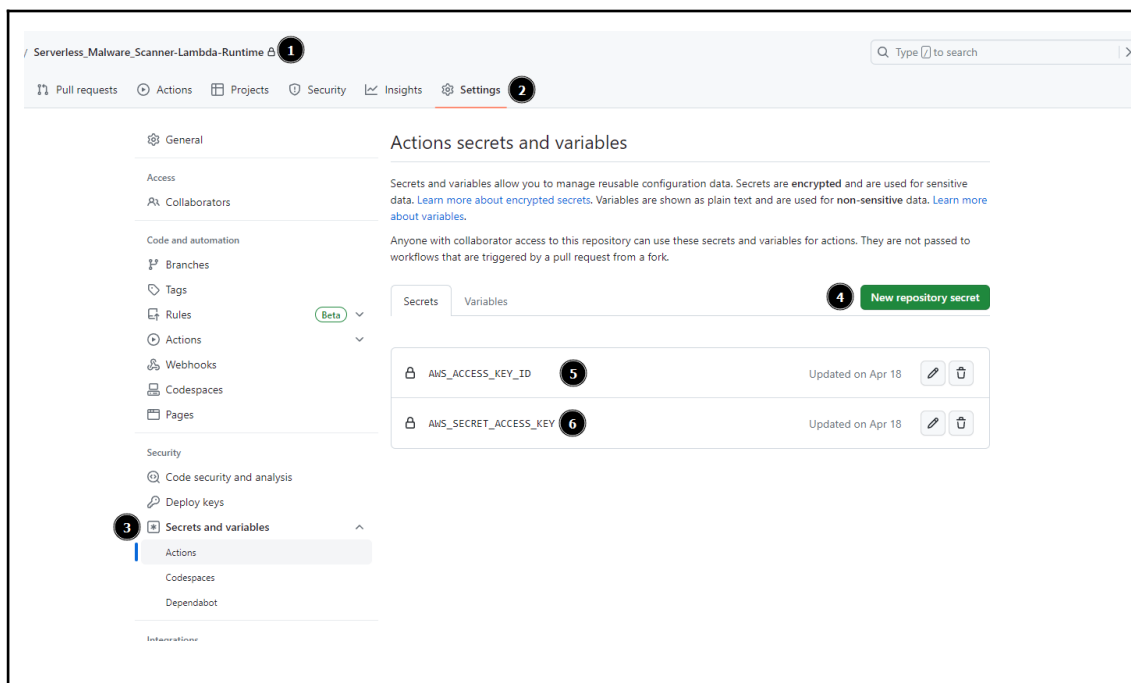 / Serverless_Malware_Scanner-Lambda-Runtime 1
Type / to search
Pull requests Actions Projects Security Insights Settings 2
General
Access
Collaborators
Code and automation
Branches
Tags
Rules Beta
Actions
Webhooks
Codespaces
Pages
Security
Code security and analysis
Deploy keys
3 Secrets and variables
Actions
Codespaces
Dependabot
Integrations
Actions secrets and variables
Secrets and variables allow you to manage reusable configuration data. Secrets are encrypted and are used for sensitive
data. Learn more about encrypted secrets. Variables are shown as plain text and are used for non-sensitive data. Learn more
about variables.
Anyone with collaborator access to this repository can use these secrets and variables for actions. They are not passed to
workflows that are triggered by a pull request from a fork.
Secrets Variables 4 New repository secret
AWS_ACCESS_KEY_ID 5 Updated on Apr 18
AWS_SECRET_ACCESS_KEY 6 Updated on Apr 18